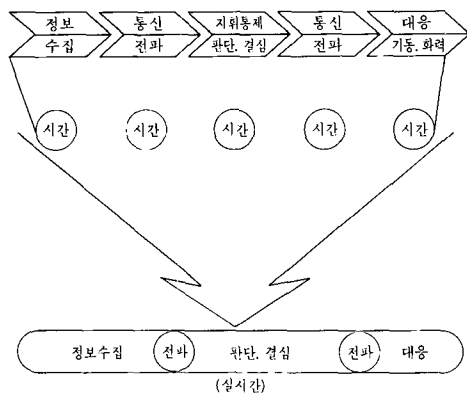 정보 통신 지휘통제 통신 대응
수집 전파 판단. 결심 전파 기동. 화력
시간 시간 시간 시간 시간
정보수집 전파 판단. 결심 전파 대응
(실시간)